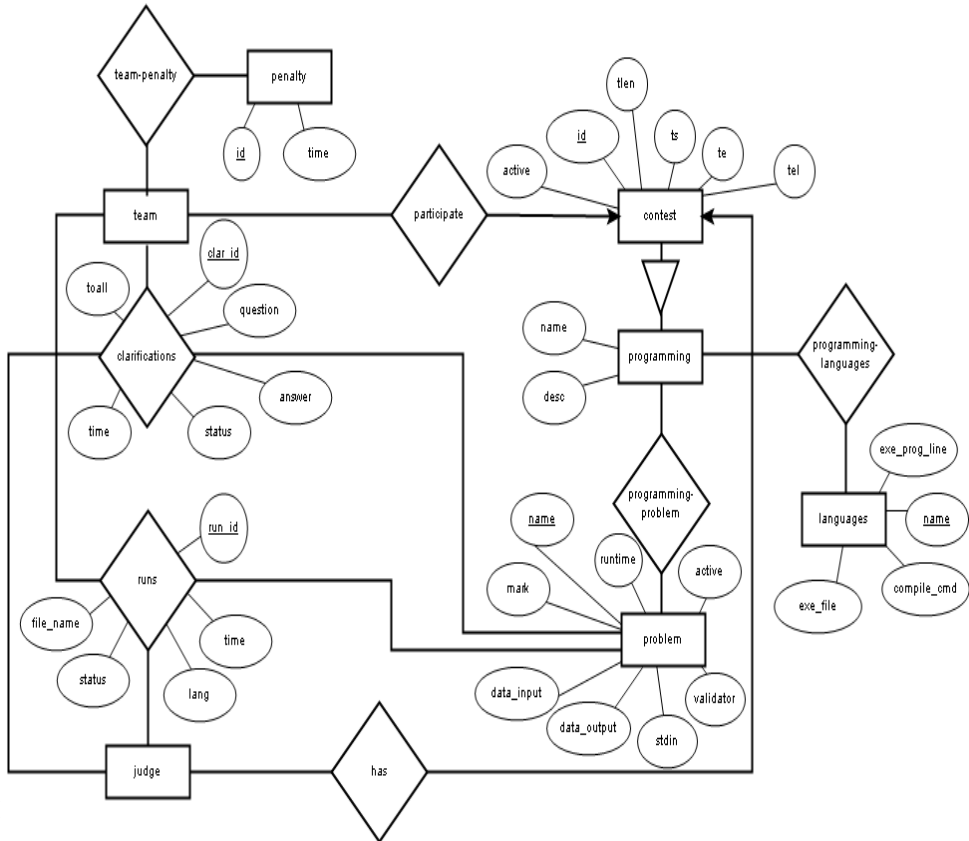 tlen
team-penalty
penalty
id
ts
te
id
time
active
tel
team
participate
contest
clar_id
toall
question
name
clarifications
programming
programming-
languages
answer
desc
time
status
exe_prog_line
programming-
problem
name
languages
name
run_id
runtime
active
runs
mark
exe_file
compile_cmd
file_name
time
problem
status
lang
data_input
validator
data_output
stdin
judge
has